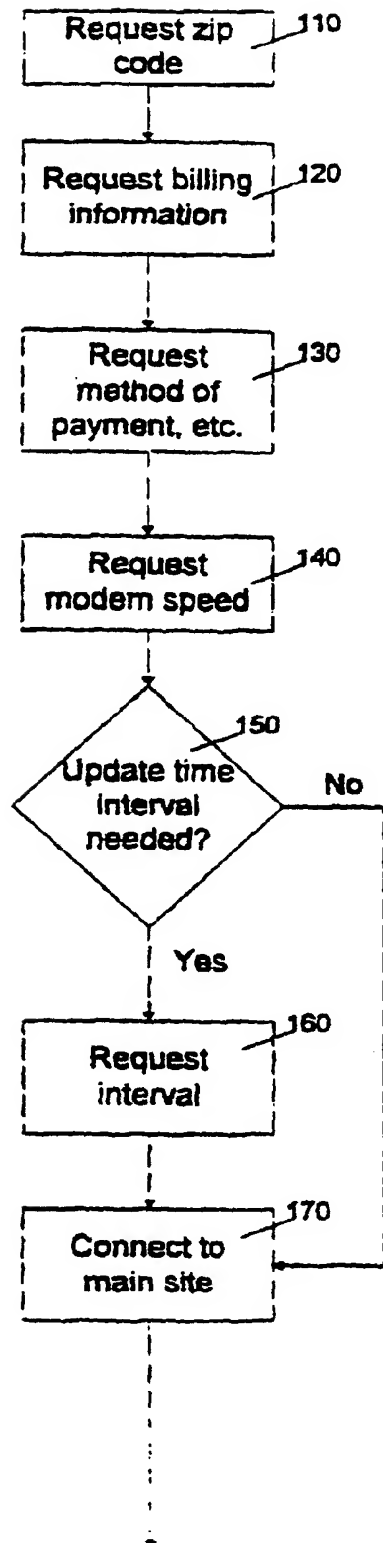 Request zip
code
110
Request billing
information
120
Request
method of
payment, etc.
130
Request
modem speed
140
Update time
interval
needed?
150
No
Yes
Request
interval
160
Connect to
main site
170